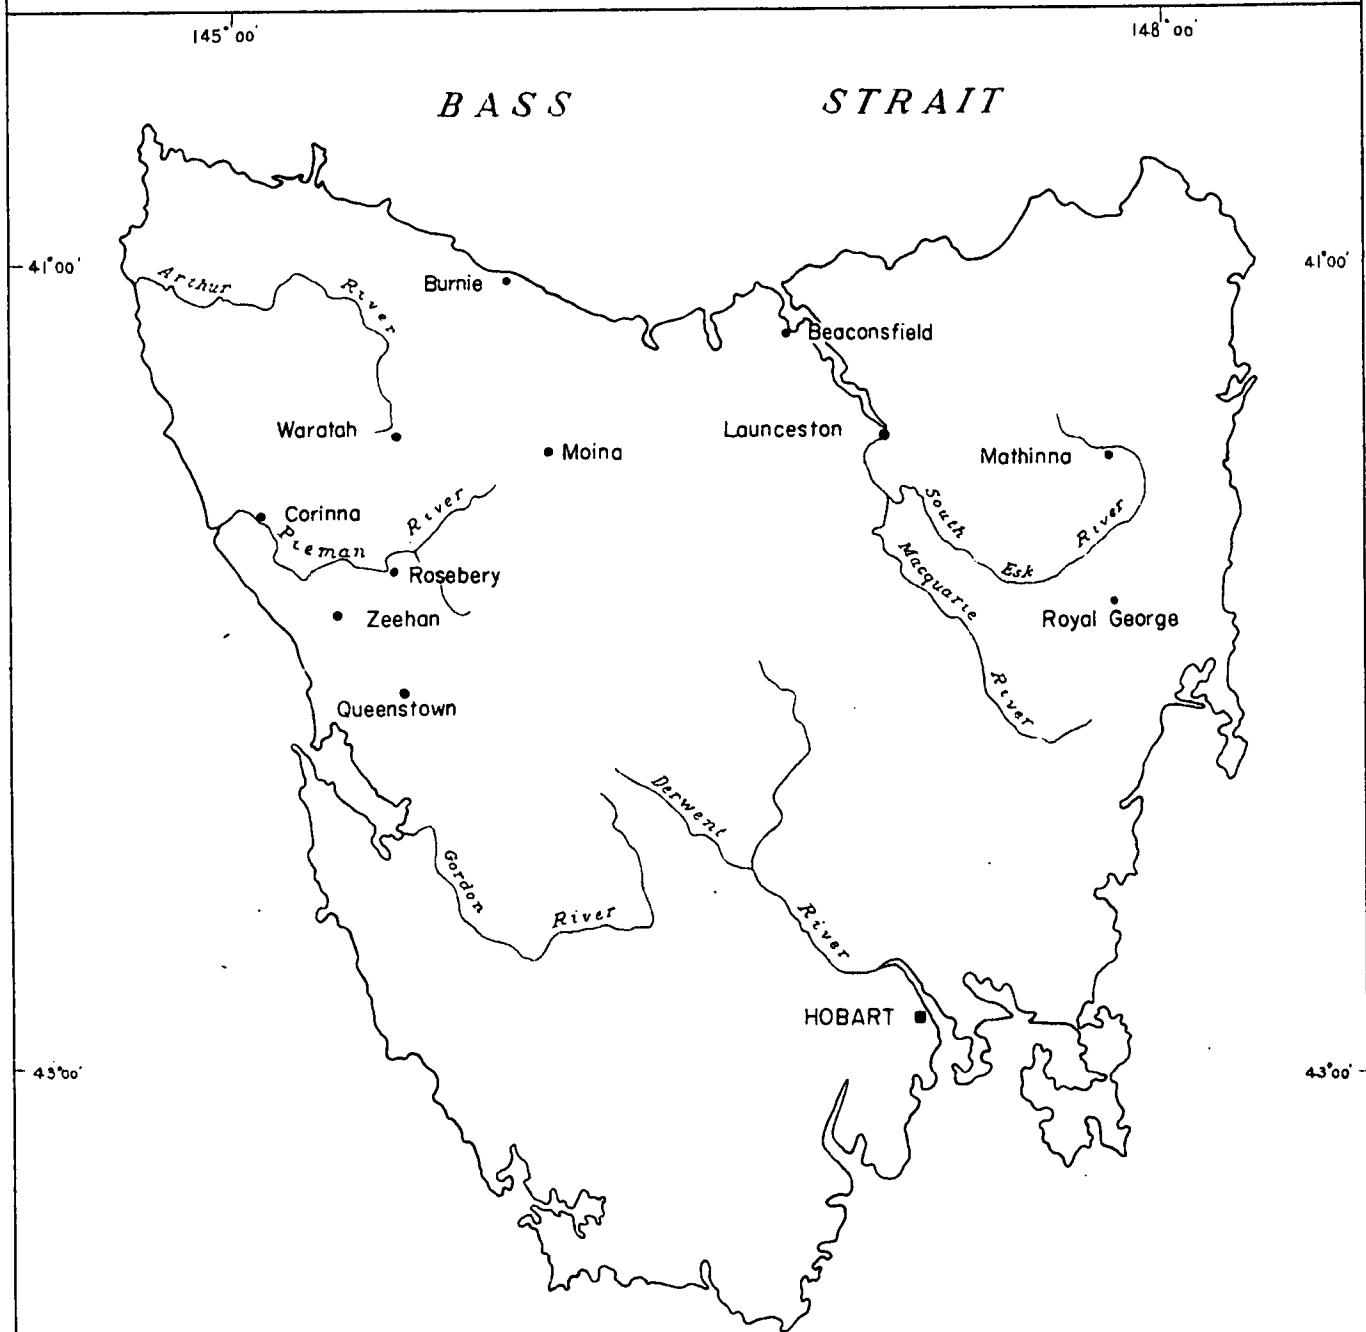 145°00'
148°00'
BASS STRAIT
41°00'
41°00'
Arthur River
Burnie
Beaconsfield
Waratah
Moina
Launceston
Mathinna
Corinna
Pieman River
South Esk River
Rosebery
Macquarie River
Zeehan
Royal George
Queenstown
Derwent River
Gordon River
HOBART
43°00'
43°00'